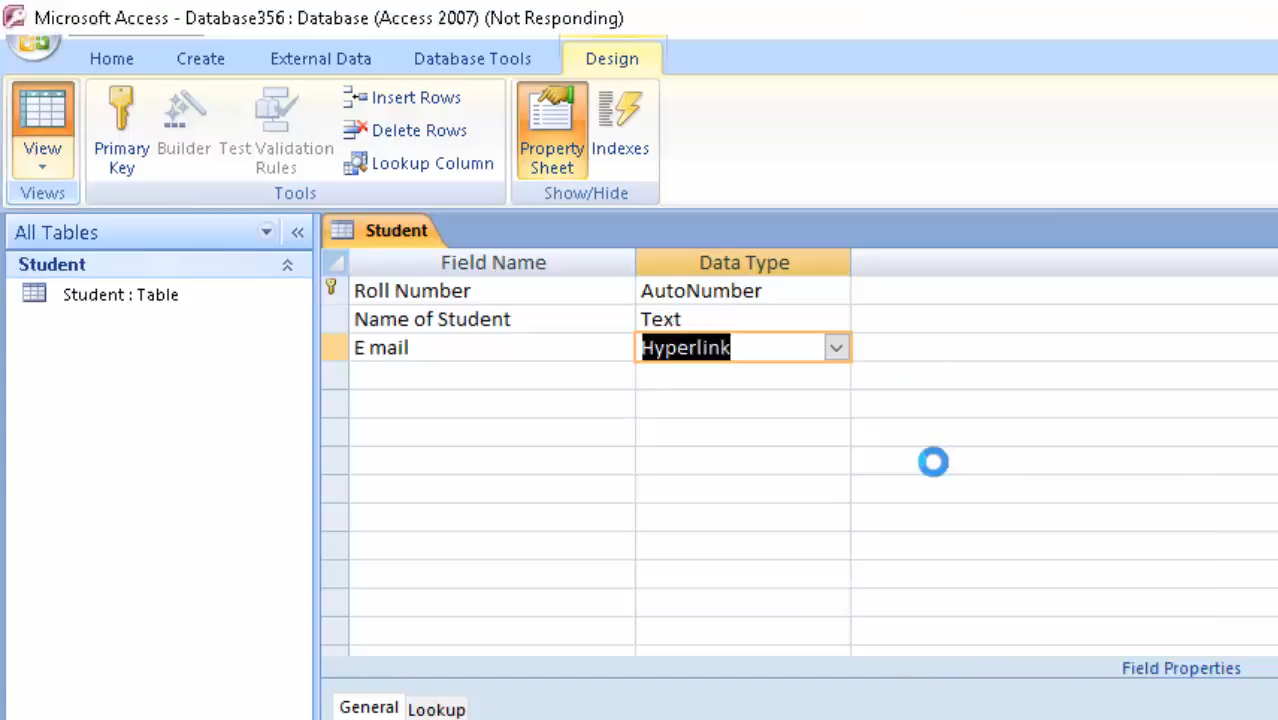 Microsoft Access - Database356 : Database (Access 2007) (Not Responding)
Home Create External Data Database Tools Design
View
Primary Key
Builder
Test Validation Rules
Insert Rows
Delete Rows
Lookup Column
Property Sheet
Indexes
Views Tools Show/Hide
All Tables
Student
Student : Table
Student
Field Name Data Type
Roll Number AutoNumber
Name of Student Text
E mail Hyperlink
Field Properties
General Lookup